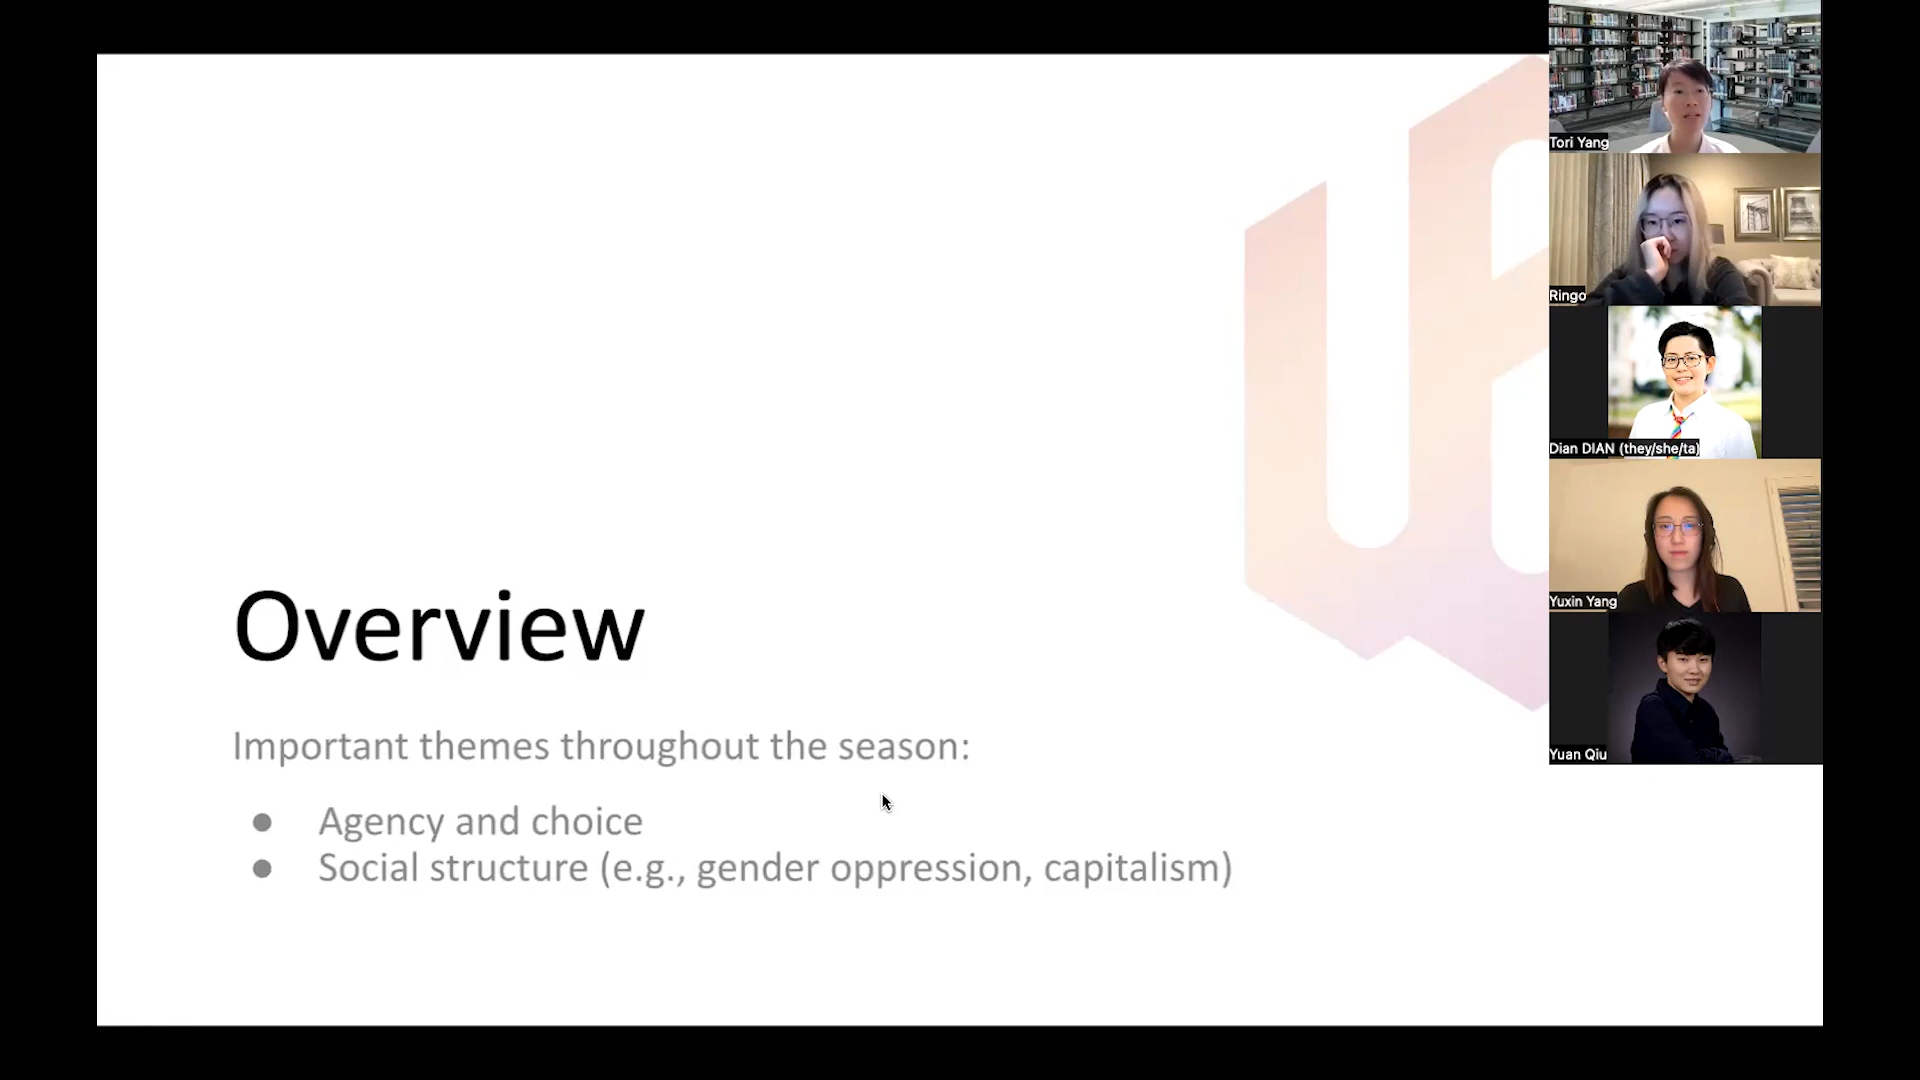 Overview
Important themes throughout the season:
● Agency and choice
● Social structure (e.g., gender oppression, capitalism)
Tori Yang
Ringo
Dian DIAN (they/she/ta)
Yuxin Yang
Yuan Qiu